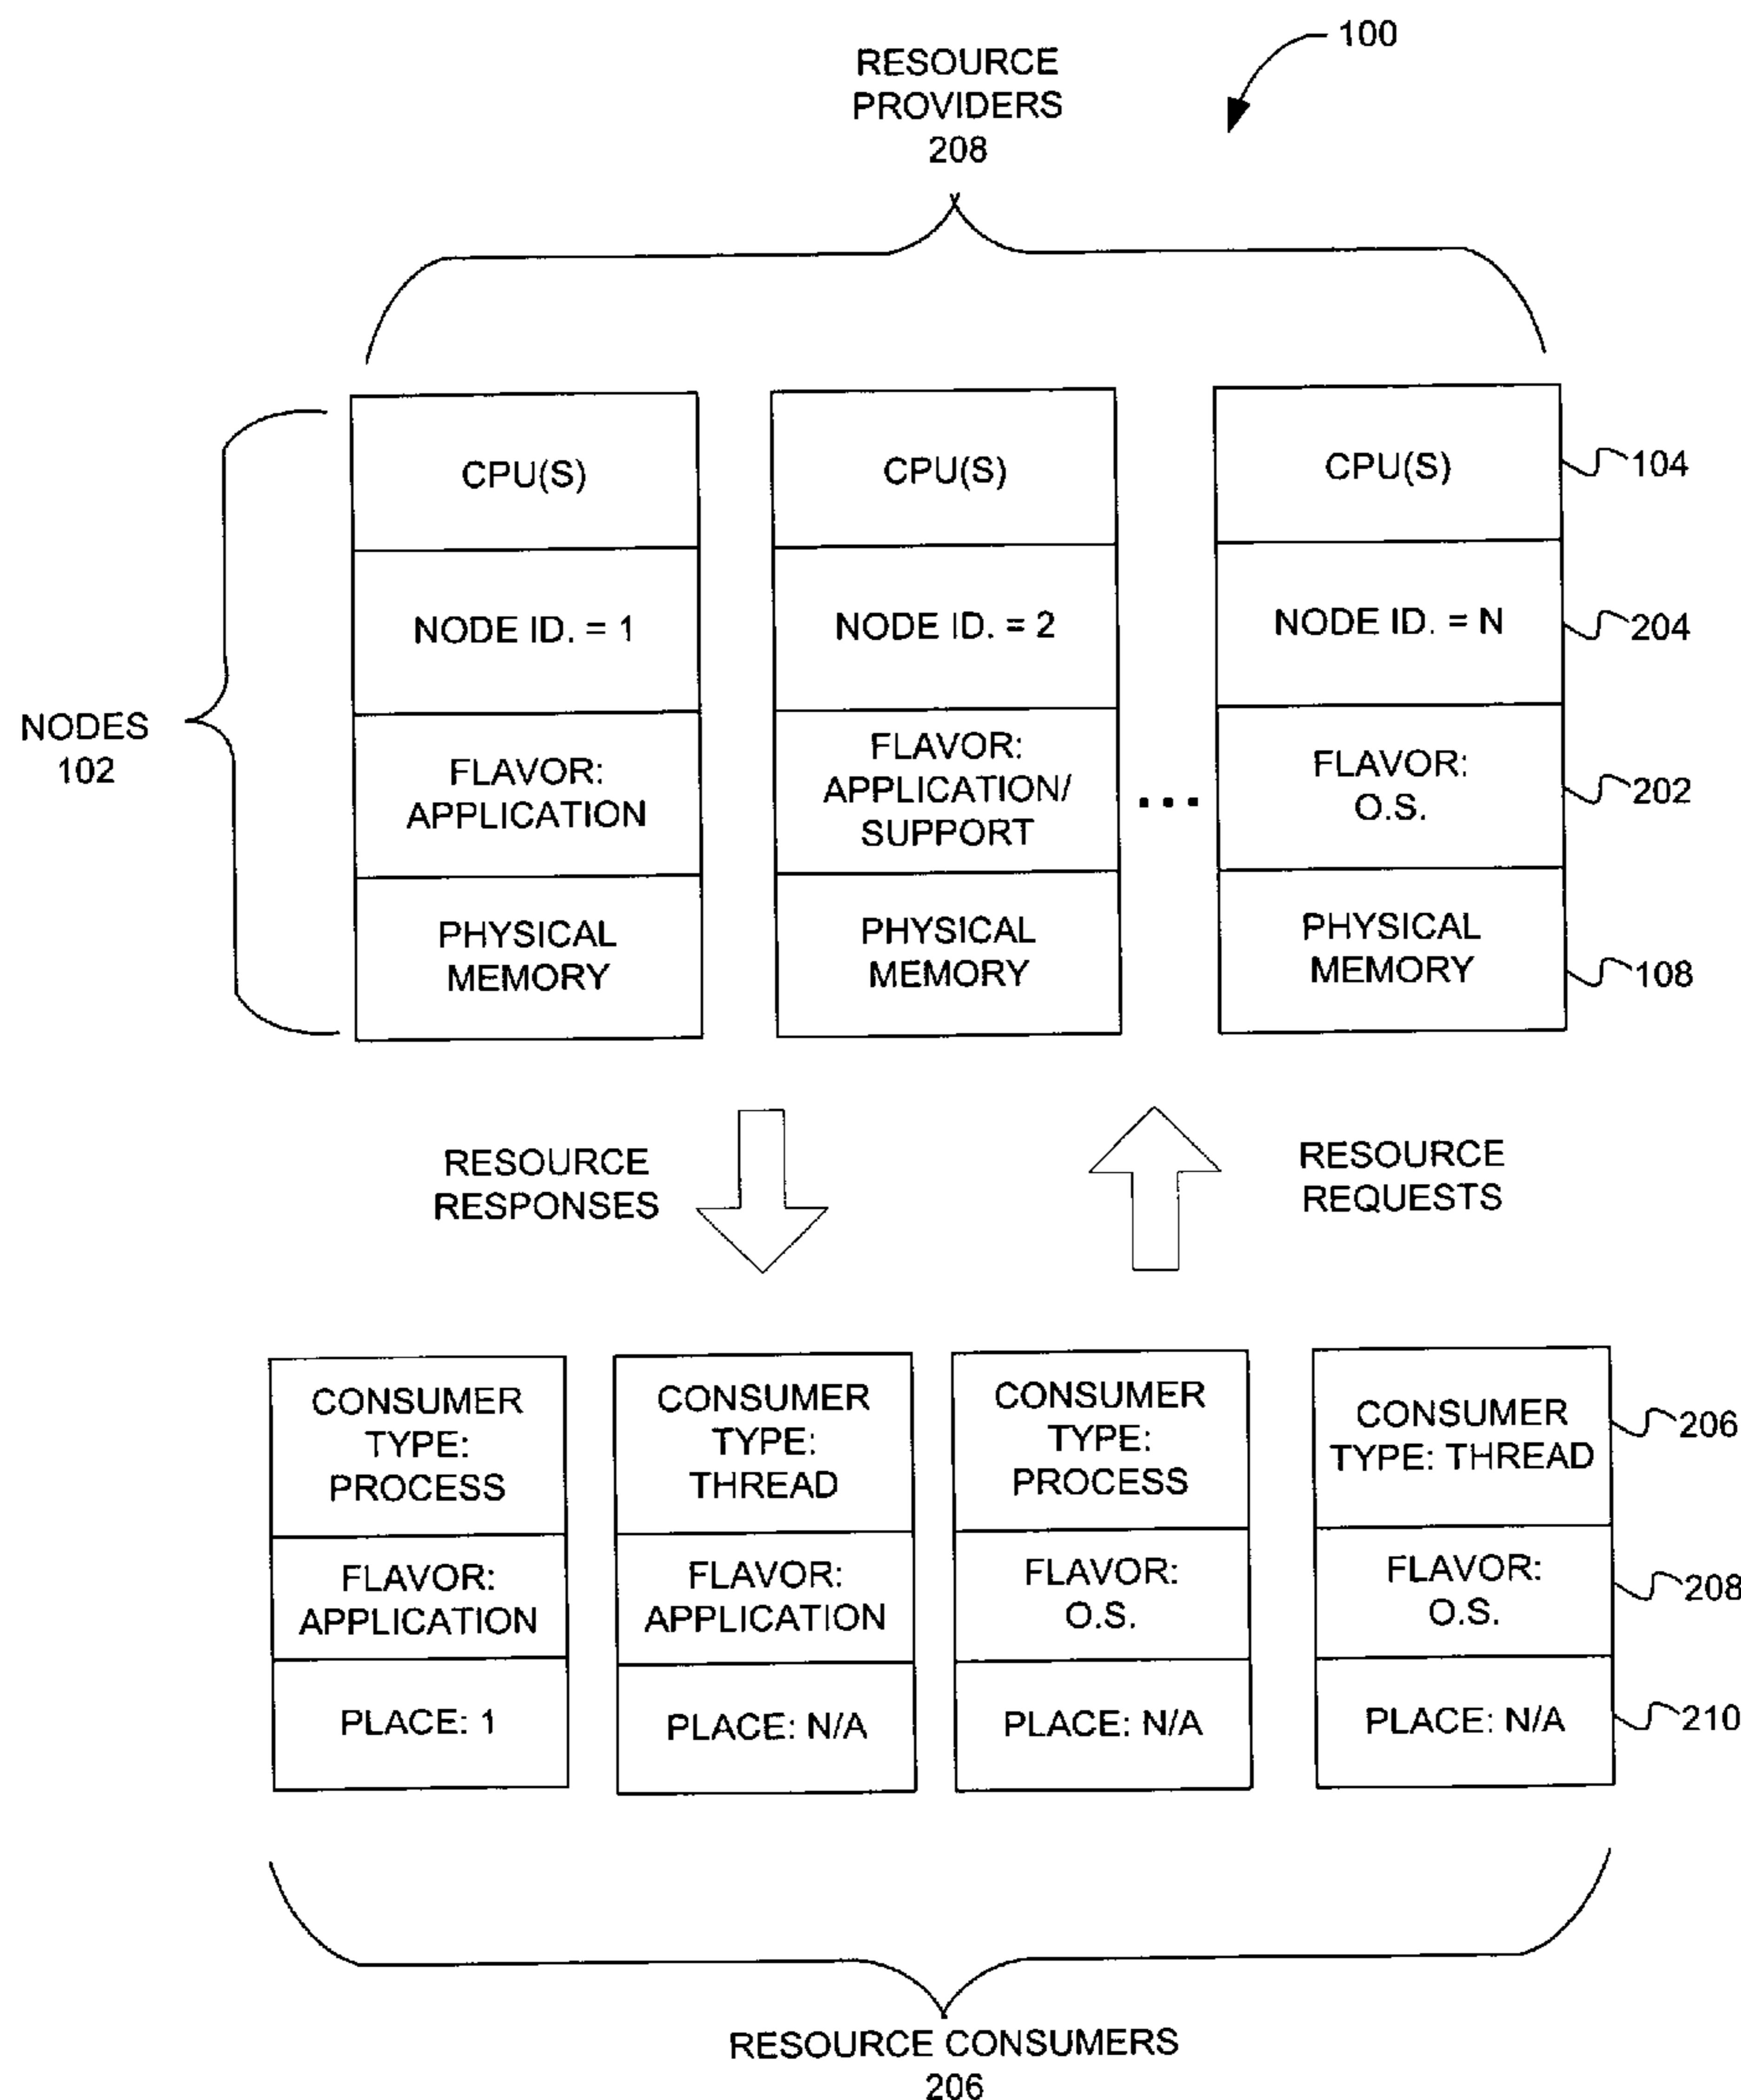 100
RESOURCE
PROVIDERS
208
NODES
102
CPU(S)
CPU(S)
CPU(S)
104
NODE ID. = 1
NODE ID. = 2
NODE ID. = N
204
FLAVOR:
APPLICATION
FLAVOR:
APPLICATION/
SUPPORT
...
FLAVOR:
O.S.
202
PHYSICAL
MEMORY
PHYSICAL
MEMORY
PHYSICAL
MEMORY
108
RESOURCE
RESPONSES
RESOURCE
REQUESTS
CONSUMER
TYPE:
PROCESS
CONSUMER
TYPE:
THREAD
CONSUMER
TYPE:
PROCESS
CONSUMER
TYPE: THREAD
206
FLAVOR:
APPLICATION
FLAVOR:
APPLICATION
FLAVOR:
O.S.
FLAVOR:
O.S.
208
PLACE: 1
PLACE: N/A
PLACE: N/A
PLACE: N/A
210
RESOURCE CONSUMERS
206